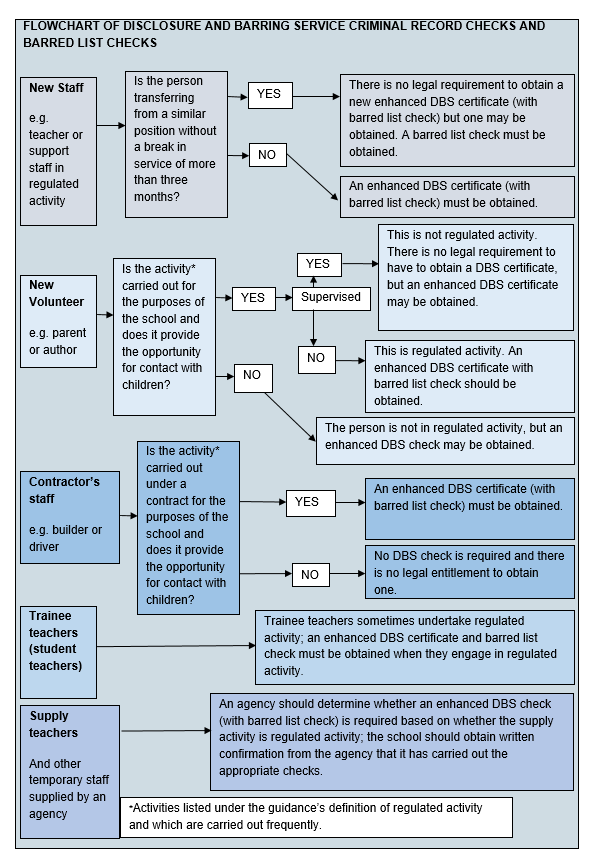 FLOWCHART OF DISCLOSURE AND BARRING SERVICE CRIMINAL RECORD CHECKS AND
BARRED LIST CHECKS
New Staff
e.g.
teacher or
support
staff in
regulated
activity
Is the person
transferring
from a similar
position without
a break in
service of more
than three
months?
YES
There is no legal requirement to obtain a
new enhanced DBS certificate (with
barred list check) but one may be
obtained. A barred list check must be
obtained.
NO
An enhanced DBS certificate (with
barred list check) must be obtained.
New
Volunteer
e.g. parent
or author
Is the activity*
carried out for
the purposes of
the school and
does it provide
the opportunity
for contact with
children?
YES
Supervised
YES
This is not regulated activity.
There is no legal requirement to
have to obtain a DBS certificate,
but an enhanced DBS certificate
may be obtained.
NO
This is regulated activity. An
enhanced DBS certificate with
barred list check should be
obtained.
NO
The person is not in regulated activity, but an
enhanced DBS check may be obtained.
Contractor's
staff
e.g. builder or
driver
Is the activity*
carried out
under a
contract for the
purposes of the
school and
does it provide
the opportunity
for contact with
children?
YES
An enhanced DBS certificate (with
barred list check) must be obtained.
NO
No DBS check is required and there
is no legal entitlement to obtain
one.
Trainee
teachers
(student
teachers)
Trainee teachers sometimes undertake regulated
activity; an enhanced DBS certificate and barred list
check must be obtained when they engage in regulated
activity.
Supply
teachers
And other
temporary staff
supplied by an
agency
An agency should determine whether an enhanced DBS check
(with barred list check) is required based on whether the supply
activity is regulated activity; the school should obtain written
confirmation from the agency that it has carried out the
appropriate checks.
*Activities listed under the guidance's definition of regulated activity
and which are carried out frequently.